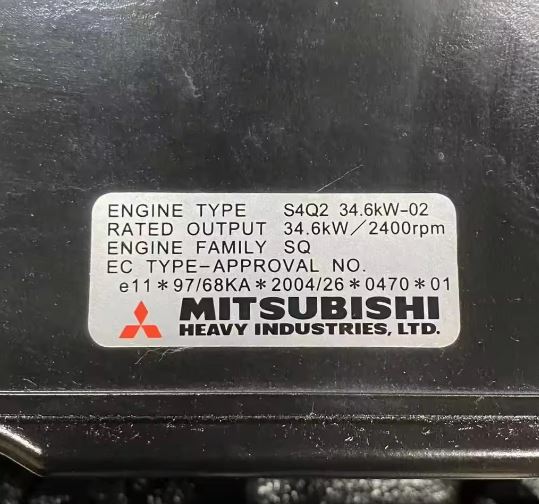 ENGINE TYPE S4Q2 34.6kW-02
RATED OUTPUT 34.6kW/2400rpm
ENGINE FAMILY SQ
EC TYPE-APPROVAL NO.
e11*97/68KA*2004/26*0470*01
MITSUBISHI
HEAVY INDUSTRIES, LTD.